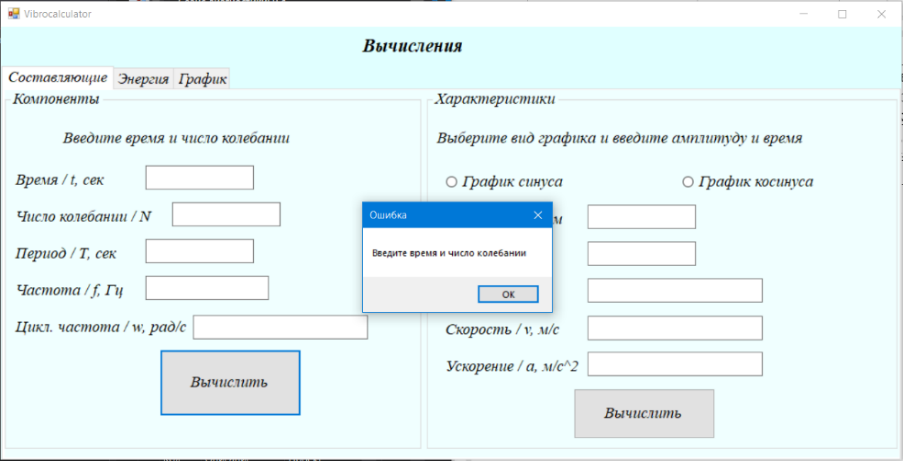 Vibrocalculator
Вычисления
Составляющие Энергия График
Компоненты
Введите время и число колебании
Время / t, сек
Число колебании / N
Период / T, сек
Частота / f, Гц
Цикл. частота / w, рад/с
Вычислить
Характеристики
Выберите вид графика и введите амплитуду и время
График синуса График косинуса
м
Скорость / v, м/с
Ускорение / a, м/с^2
Вычислить
Ошибка
Введите время и число колебании
ОК